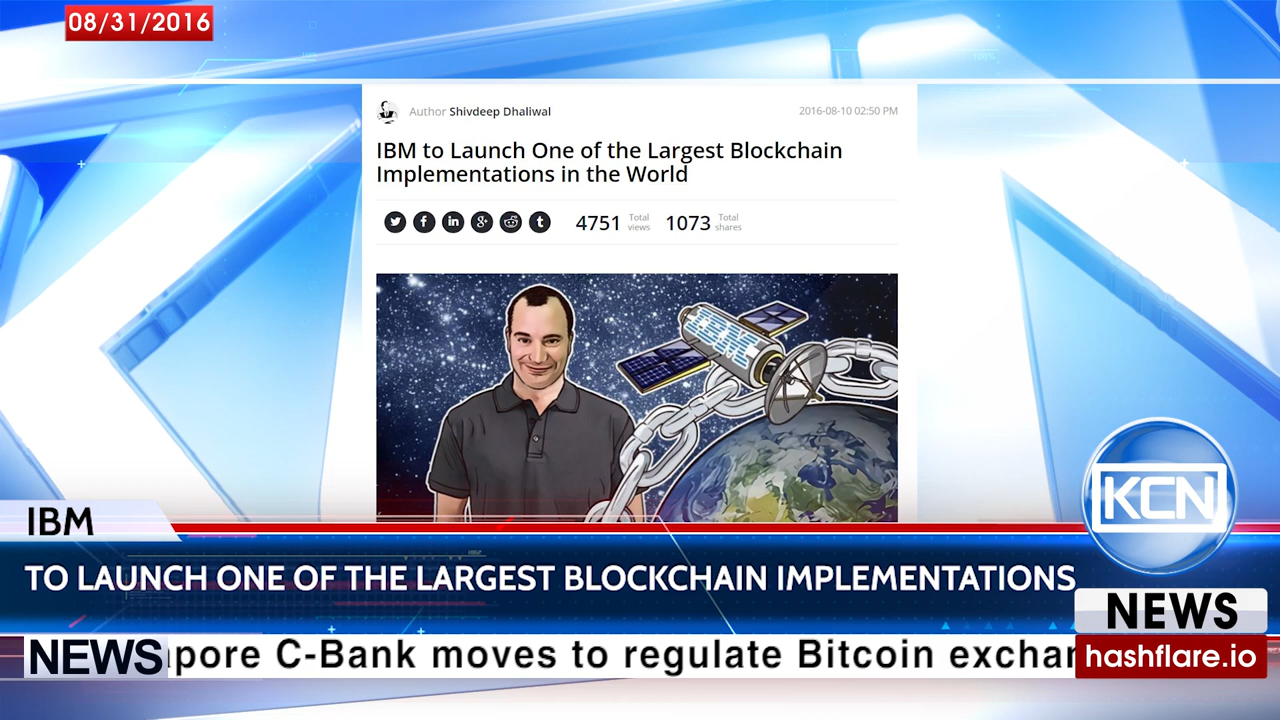 08/31/2016
Author Shivdeep Dhaliwal
2016-08-10 02:50 PM
IBM to Launch One of the Largest Blockchain
Implementations in the World
4751 Total views 1073 Total shares
IBM
IBM
TO LAUNCH ONE OF THE LARGEST BLOCKCHAIN IMPLEMENTATIONS
KCN
NEWS
NEWS pore C-Bank moves to regulate Bitcoin exchan
hashflare.io